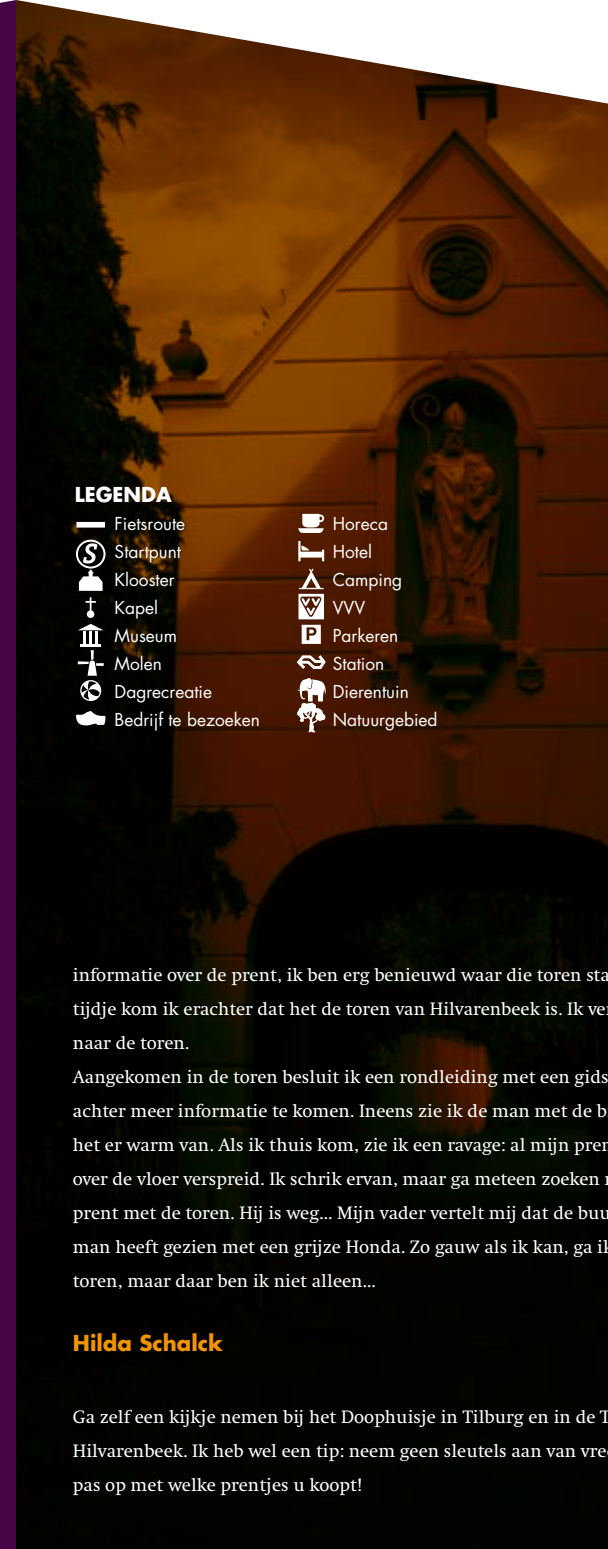 LEGENDA
Fietsroute
Startpunt
Klooster
Kapel
Museum
Molen
Dagrecreatie
Bedrijf te bezoeken
Horeca
Hotel
Camping
VVV
Parkeren
Station
Dierentuin
Natuurgebied
informatie over de prent, ik ben erg benieuwd waar die toren
tijdje kom ik erachter dat het de toren van Hilvarenbeek is. Ik
naar de toren.
Aangekomen in de toren besluit ik een rondleiding met een gids
achter meer informatie te komen. Ineens zie ik de man met de
het er warm van. Als ik thuis kom, zie ik een ravage: al mijn
over de vloer verspreid. Ik schrik ervan, maar ga meteen zoeken
prent met de toren. Hij is weg... Mijn vader vertelt mij dat de
man heeft gezien met een grijze Honda. Zo gauw als ik kan, ga
toren, maar daar ben ik niet alleen...
Hilda Schalck
Ga zelf een kijkje nemen bij het Doophuisje in Tilburg en in de
Hilvarenbeek. Ik heb wel een tip: neem geen sleutels aan van
pas op met welke prentjes u koopt!